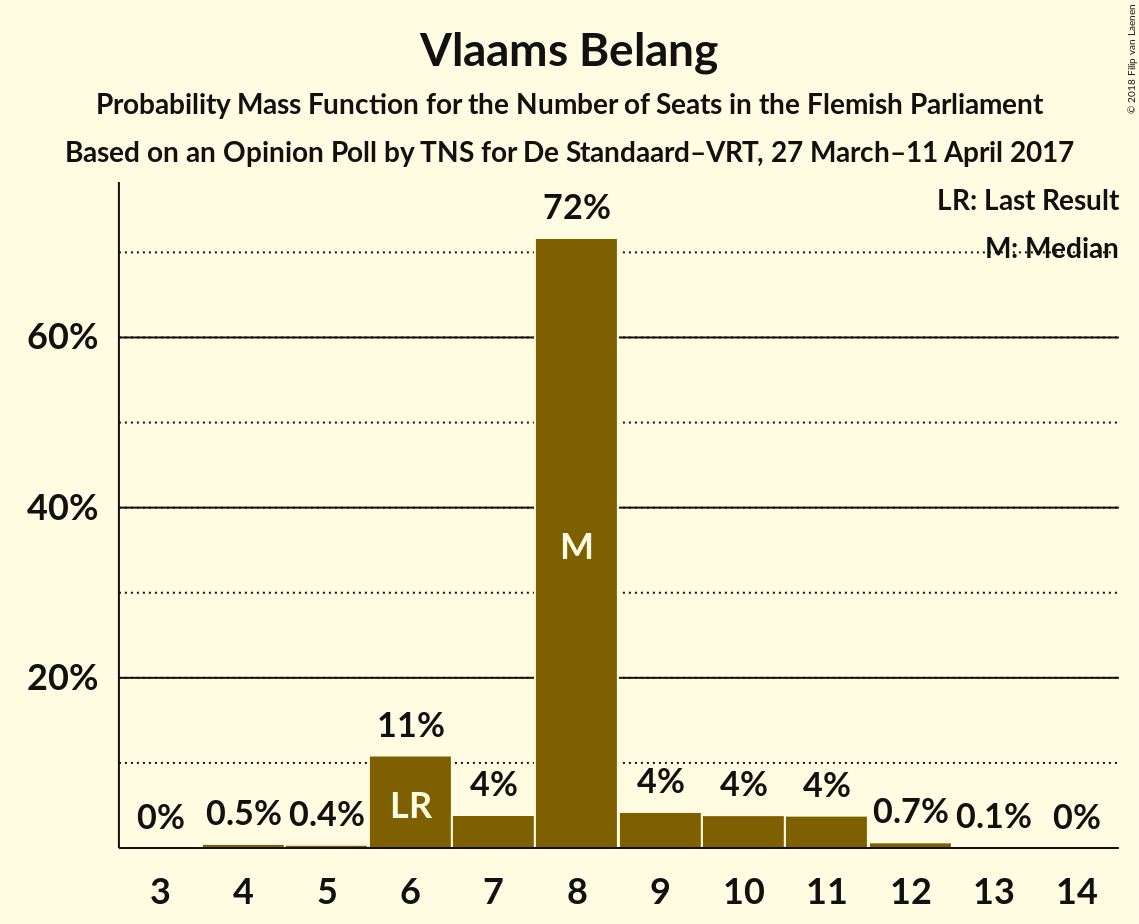 Vlaams Belang
Probability Mass Function for the Number of Seats in the Flemish Parliament
Based on an Opinion Poll by TNS for De Standaard–VRT, 27 March–11 April 2017
© 2018 Filip van Laenen
LR: Last Result
M: Median
60%
40%
20%
0%
0.5%
0.4%
11%
4%
72%
4%
4%
4%
0.7%
0.1%
0%
LR
M
3 4 5 6 7 8 9 10 11 12 13 14